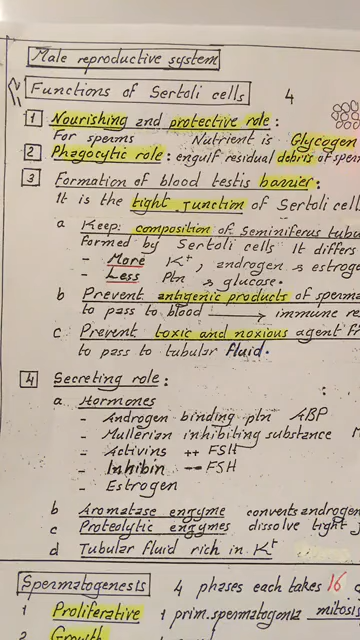 Male reproductive system
Functions of Sertoli cells 4
1 Nourishing and protective role:
For sperms Nutrient is Glycogen
2 Phagocytic role: engulf residual debris of sperm
3 Formation of blood testis barrier:
It is the tight Junction of Sertoli cell
a Keep: composition of Seminiferus tubu
formed by Sertoli cells It differs
- More K+, androgen & estroge
- Less Ptn & glucose.
b Prevent antigenic products of sperma
to pass to blood → immune re
c Prevent toxic and noxious agent fr
to pass to tubular fluid.
4 Secreting role:
a Hormones
- Androgen binding ptn ABP
- Mullerian inhibiting substance M
- Activins ++ FSH
- Inhibin -- FSH
- Estrogen
b Aromatase enzyme converts androgen
c Proteolytic enzymes dissolve tight J
d Tubular fluid rich in K+
Spermatogenesis 4 phases each takes 16 d
1 Proliferative 1 prim. spermatogonia mitosis
2 Growth